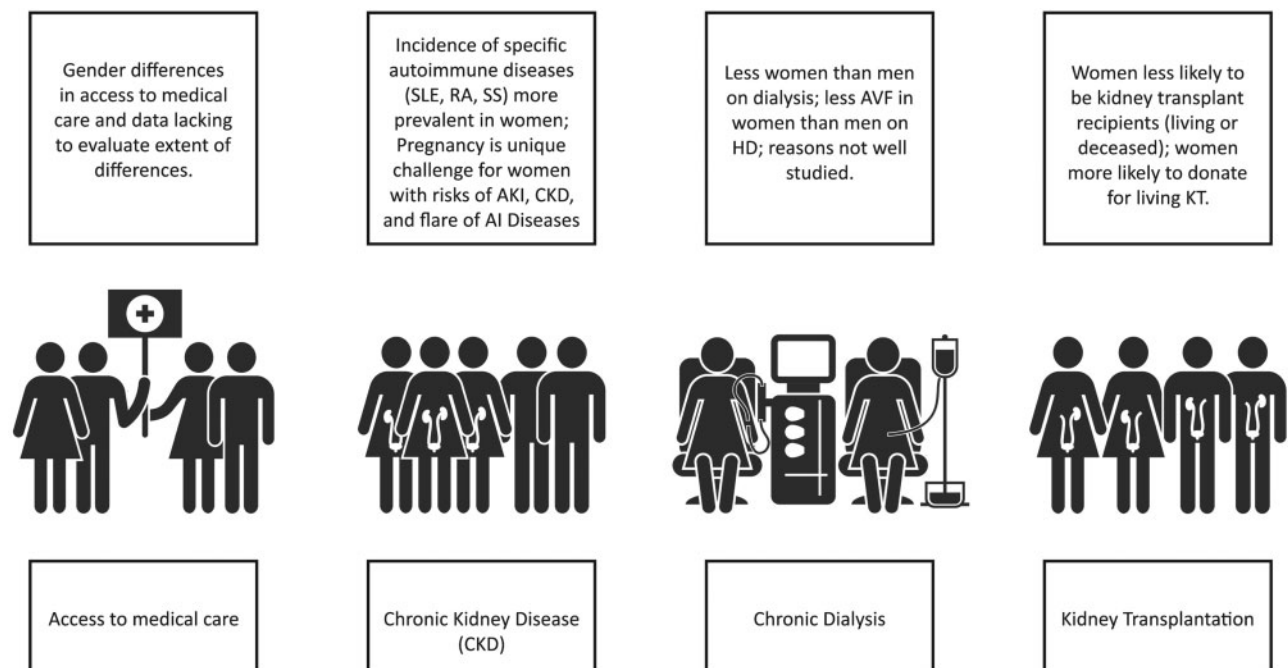 Gender differences
in access to medical
care and data lacking
to evaluate extent of
differences.
Incidence of specific
autoimmune diseases
(SLE, RA, SS) more
prevalent in women;
Pregnancy is unique
challenge for women
with risks of AKI, CKD,
and flare of AI Diseases
Less women than men
on dialysis; less AVF in
women than men on
HD; reasons not well
studied.
Women less likely to
be kidney transplant
recipients (living or
deceased); women
more likely to donate
for living KT.
Access to medical care
Chronic Kidney Disease
(CKD)
Chronic Dialysis
Kidney Transplantation